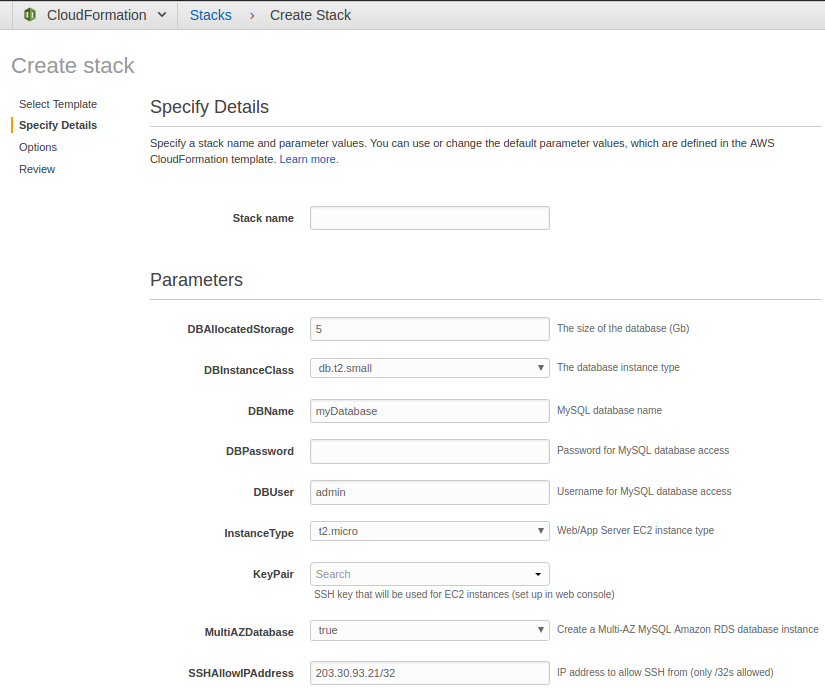 CloudFormation Stacks › Create Stack
Create stack
Select Template
Specify Details
Options
Review
Specify Details
Specify a stack name and parameter values. You can use or change the default parameter values, which are defined in the AWS
CloudFormation template. Learn more.
Stack name
Parameters
DBAllocatedStorage 5 The size of the database (Gb)
DBInstanceClass db.t2.small The database instance type
DBName myDatabase MySQL database name
DBPassword Password for MySQL database access
DBUser admin Username for MySQL database access
InstanceType t2.micro Web/App Server EC2 instance type
KeyPair Search
SSH key that will be used for EC2 instances (set up in web console)
MultiAZDatabase true Create a Multi-AZ MySQL Amazon RDS database instance
SSHAllowIPAddress 203.30.93.21/32 IP address to allow SSH from (only /32s allowed)